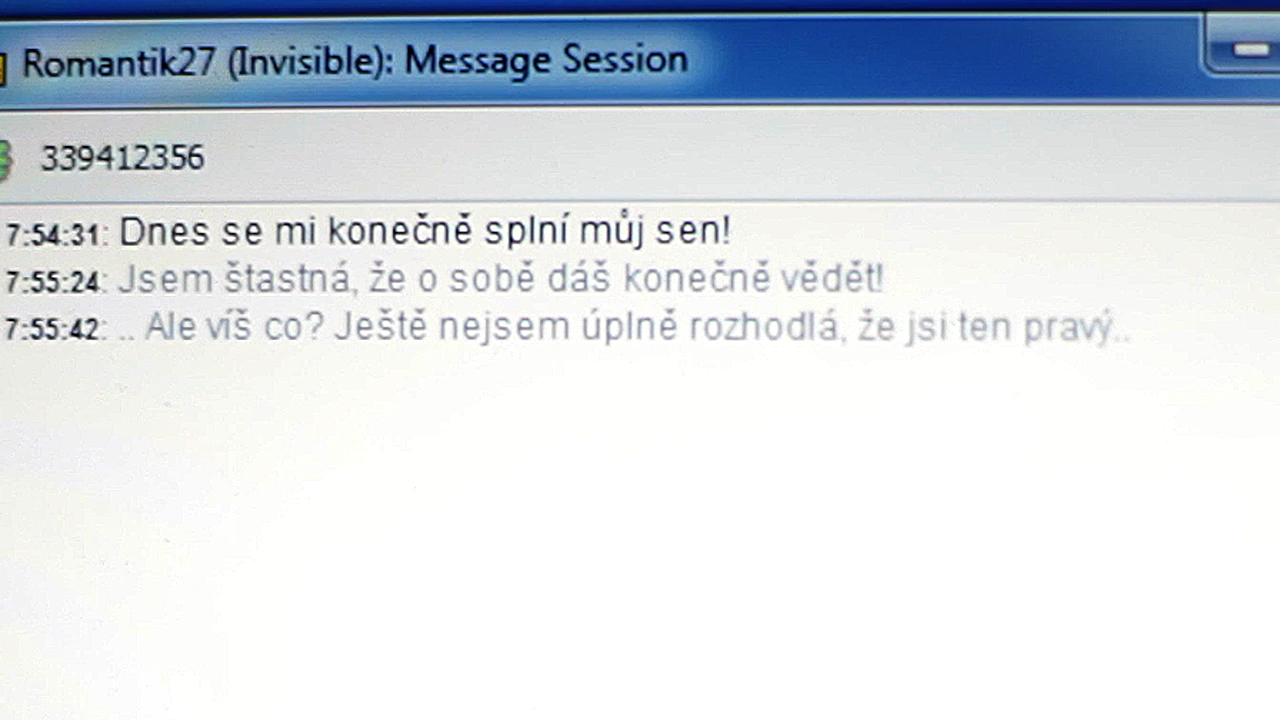 Romantik27 (Invisible): Message Session
339412356
7:54:31: Dnes se mi konečně splní můj sen!
7:55:24: Jsem štastná, že o sobě dáš konečně vědět!
7:55:42: .. Ale víš co? Ještě nejsem úplně rozhodlá, že jsi ten pravý..